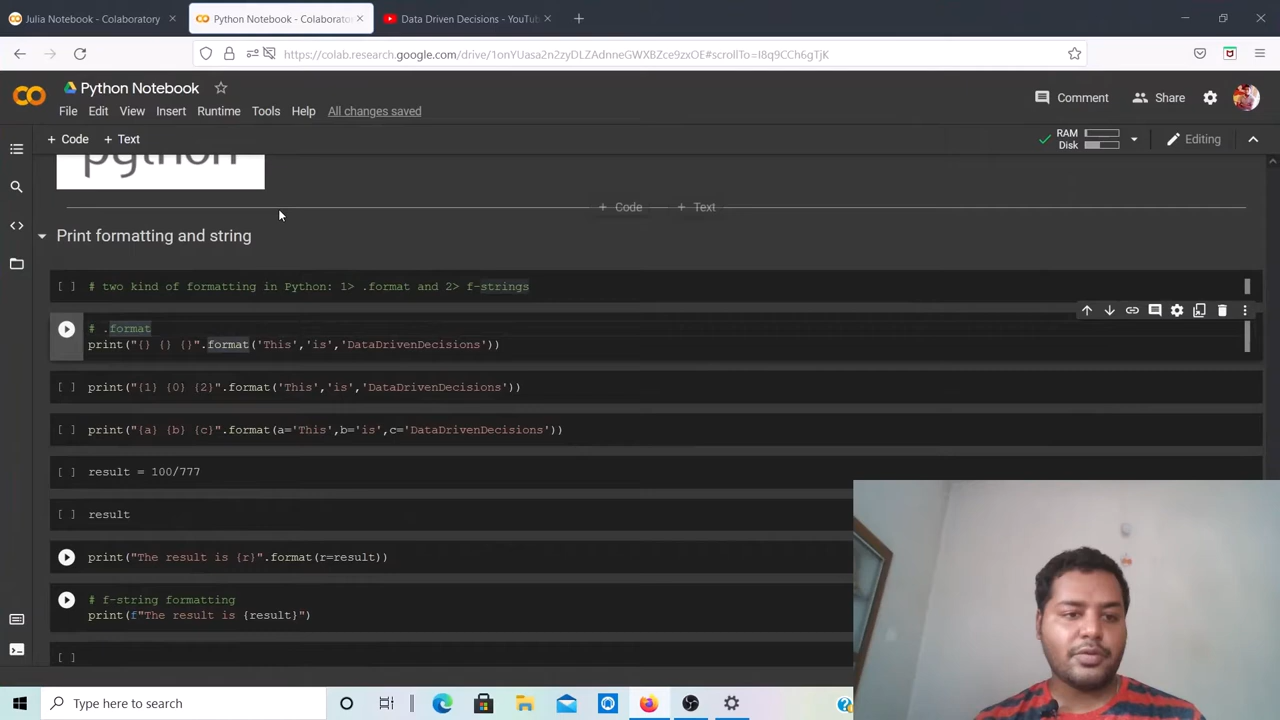 Julia Notebook - Colaboratory
Python Notebook - Colaborator
Data Driven Decisions - YouTub
https://colab.research.google.com/drive/1onYUasa2n2zyDLZAdnneGWXBZce9zxOE#scrollTo=I8q9CCh6gTjK
Python Notebook
File Edit View Insert Runtime Tools Help All changes saved
Comment Share
+ Code + Text
RAM
Disk
Editing
python
+ Code + Text
Print formatting and string
[ ] # two kind of formatting in Python: 1> .format and 2> f-strings
# .format
print("{} {} {}".format('This','is','DataDrivenDecisions'))
[ ] print("{1} {0} {2}".format('This','is','DataDrivenDecisions'))
[ ] print("{a} {b} {c}".format(a='This',b='is',c='DataDrivenDecisions'))
[ ] result = 100/777
[ ] result
print("The result is {r}".format(r=result))
# f-string formatting
print(f"The result is {result}")
[ ]
Type here to search